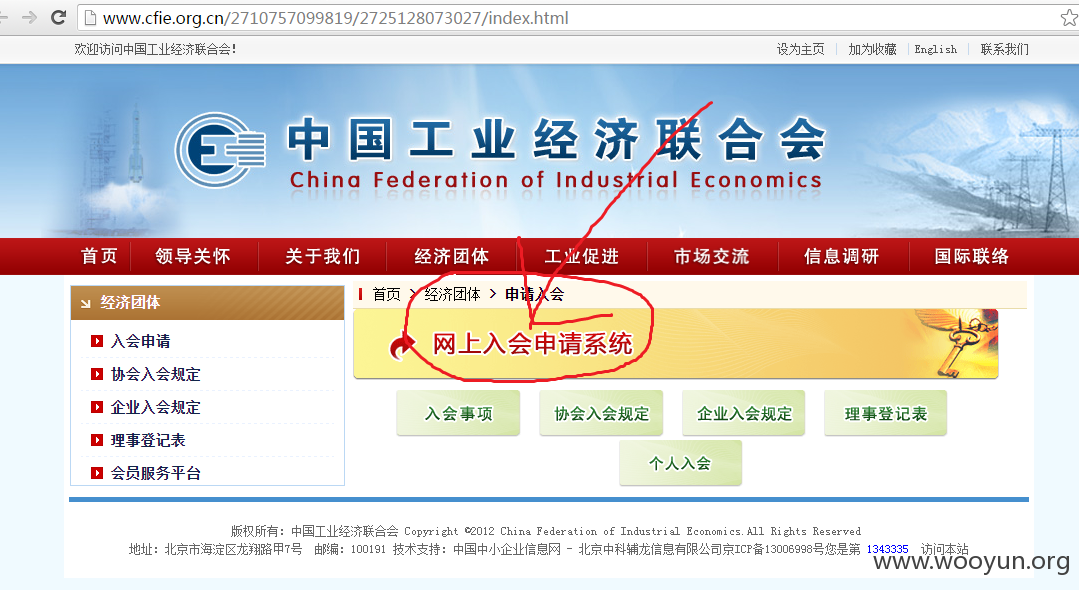 www.cfie.org.cn/2710757099819/2725128073027/index.html
欢迎访问中国工业经济联合会! 设为主页 加为收藏 English 联系我们
中国工业经济联合会
China Federation of Industrial Economics
首页 领导关怀 关于我们 经济团体 工业促进 市场交流 信息调研 国际联络
经济团体
入会申请
协会入会规定
企业入会规定
理事登记表
会员服务平台
首页 > 经济团体 > 申请入会
网上入会申请系统
入会事项 协会入会规定 企业入会规定 理事登记表
个人入会
版权所有：中国工业经济联合会 Copyright ©2012 China Federation of Industrial Economics.All Rights Reserved
地址：北京市海淀区龙翔路甲7号 邮编：100191 技术支持：中国中小企业信息网 - 北京中科辅龙信息有限公司京ICP备13006998号您是第 1343335 访问本站
www.wooyun.org